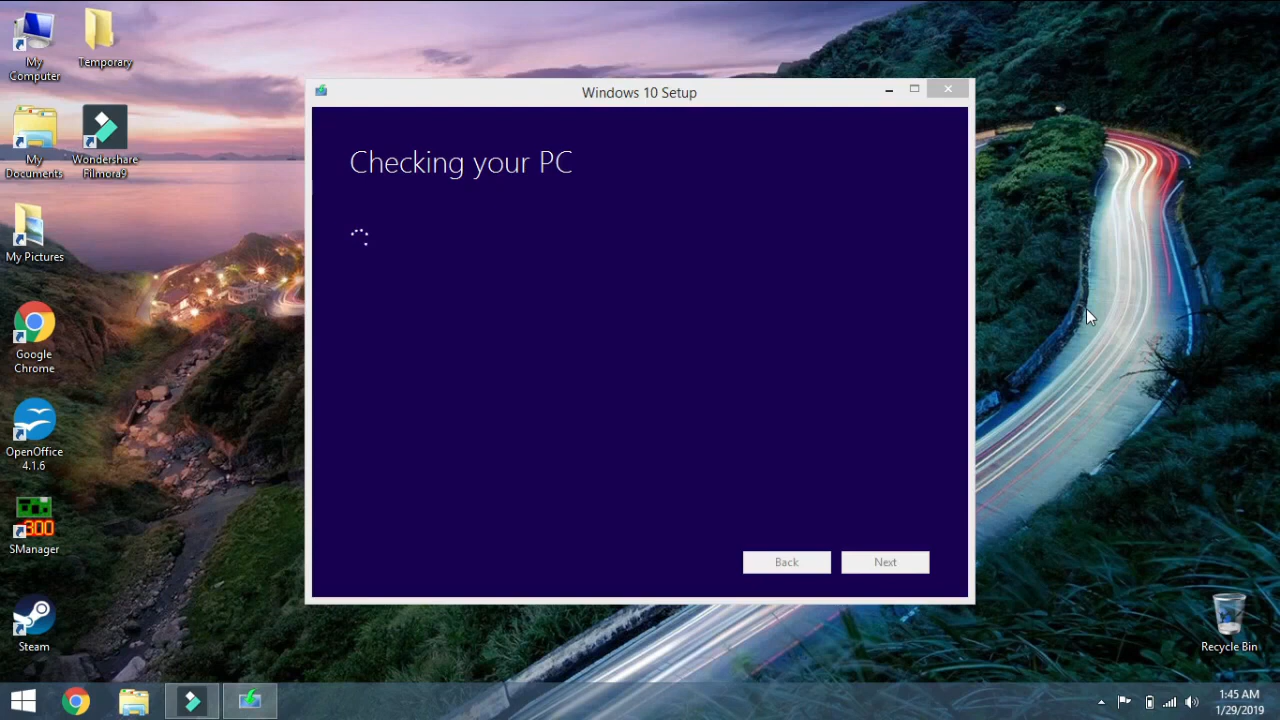 My
Computer
Temporary
My
Documents
Wondershare
Filmora9
My Pictures
Google
Chrome
OpenOffice
4.1.6
300
SManager
Steam
Windows 10 Setup
Checking your PC
Back
Next
Recycle Bin
1:45 AM
1/29/2019